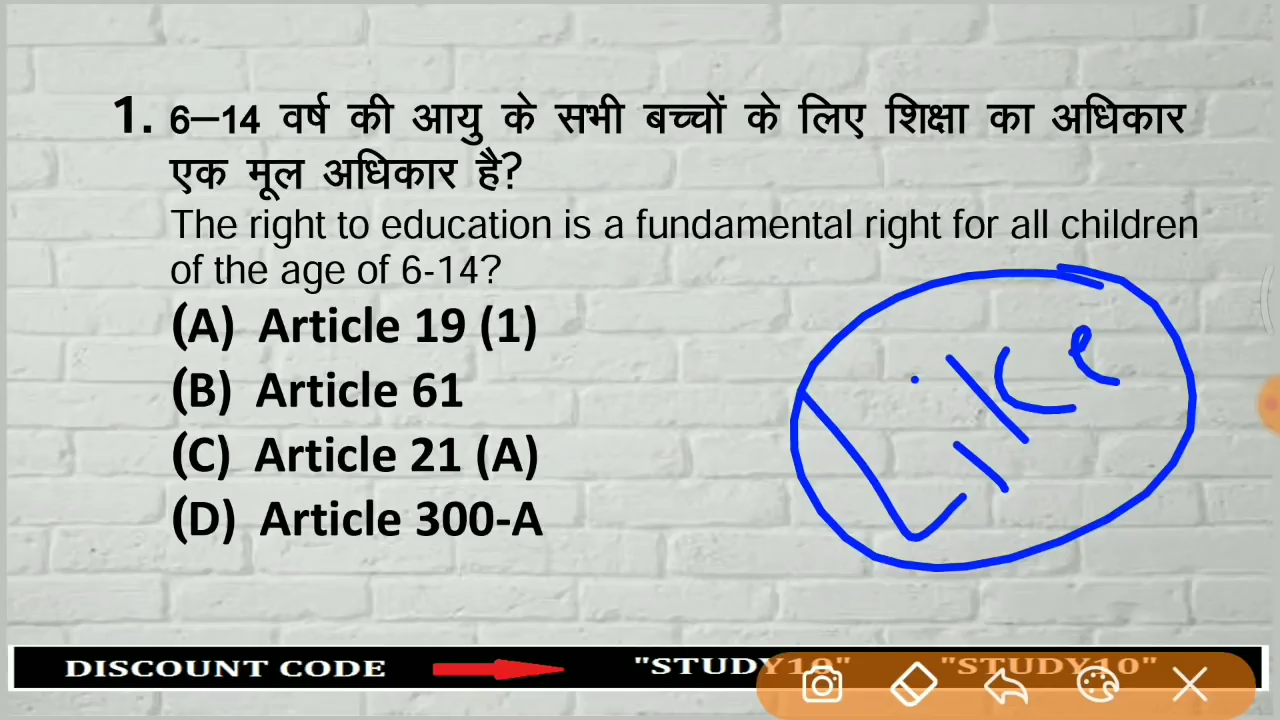 1. 6–14 वर्ष की आयु के सभी बच्चों के लिए शिक्षा का अधिकार
एक मूल अधिकार है?
The right to education is a fundamental right for all children
of the age of 6-14?
(A) Article 19 (1)
(B) Article 61
(C) Article 21 (A)
(D) Article 300-A
DISCOUNT CODE "STUDY10" "STUDY10"